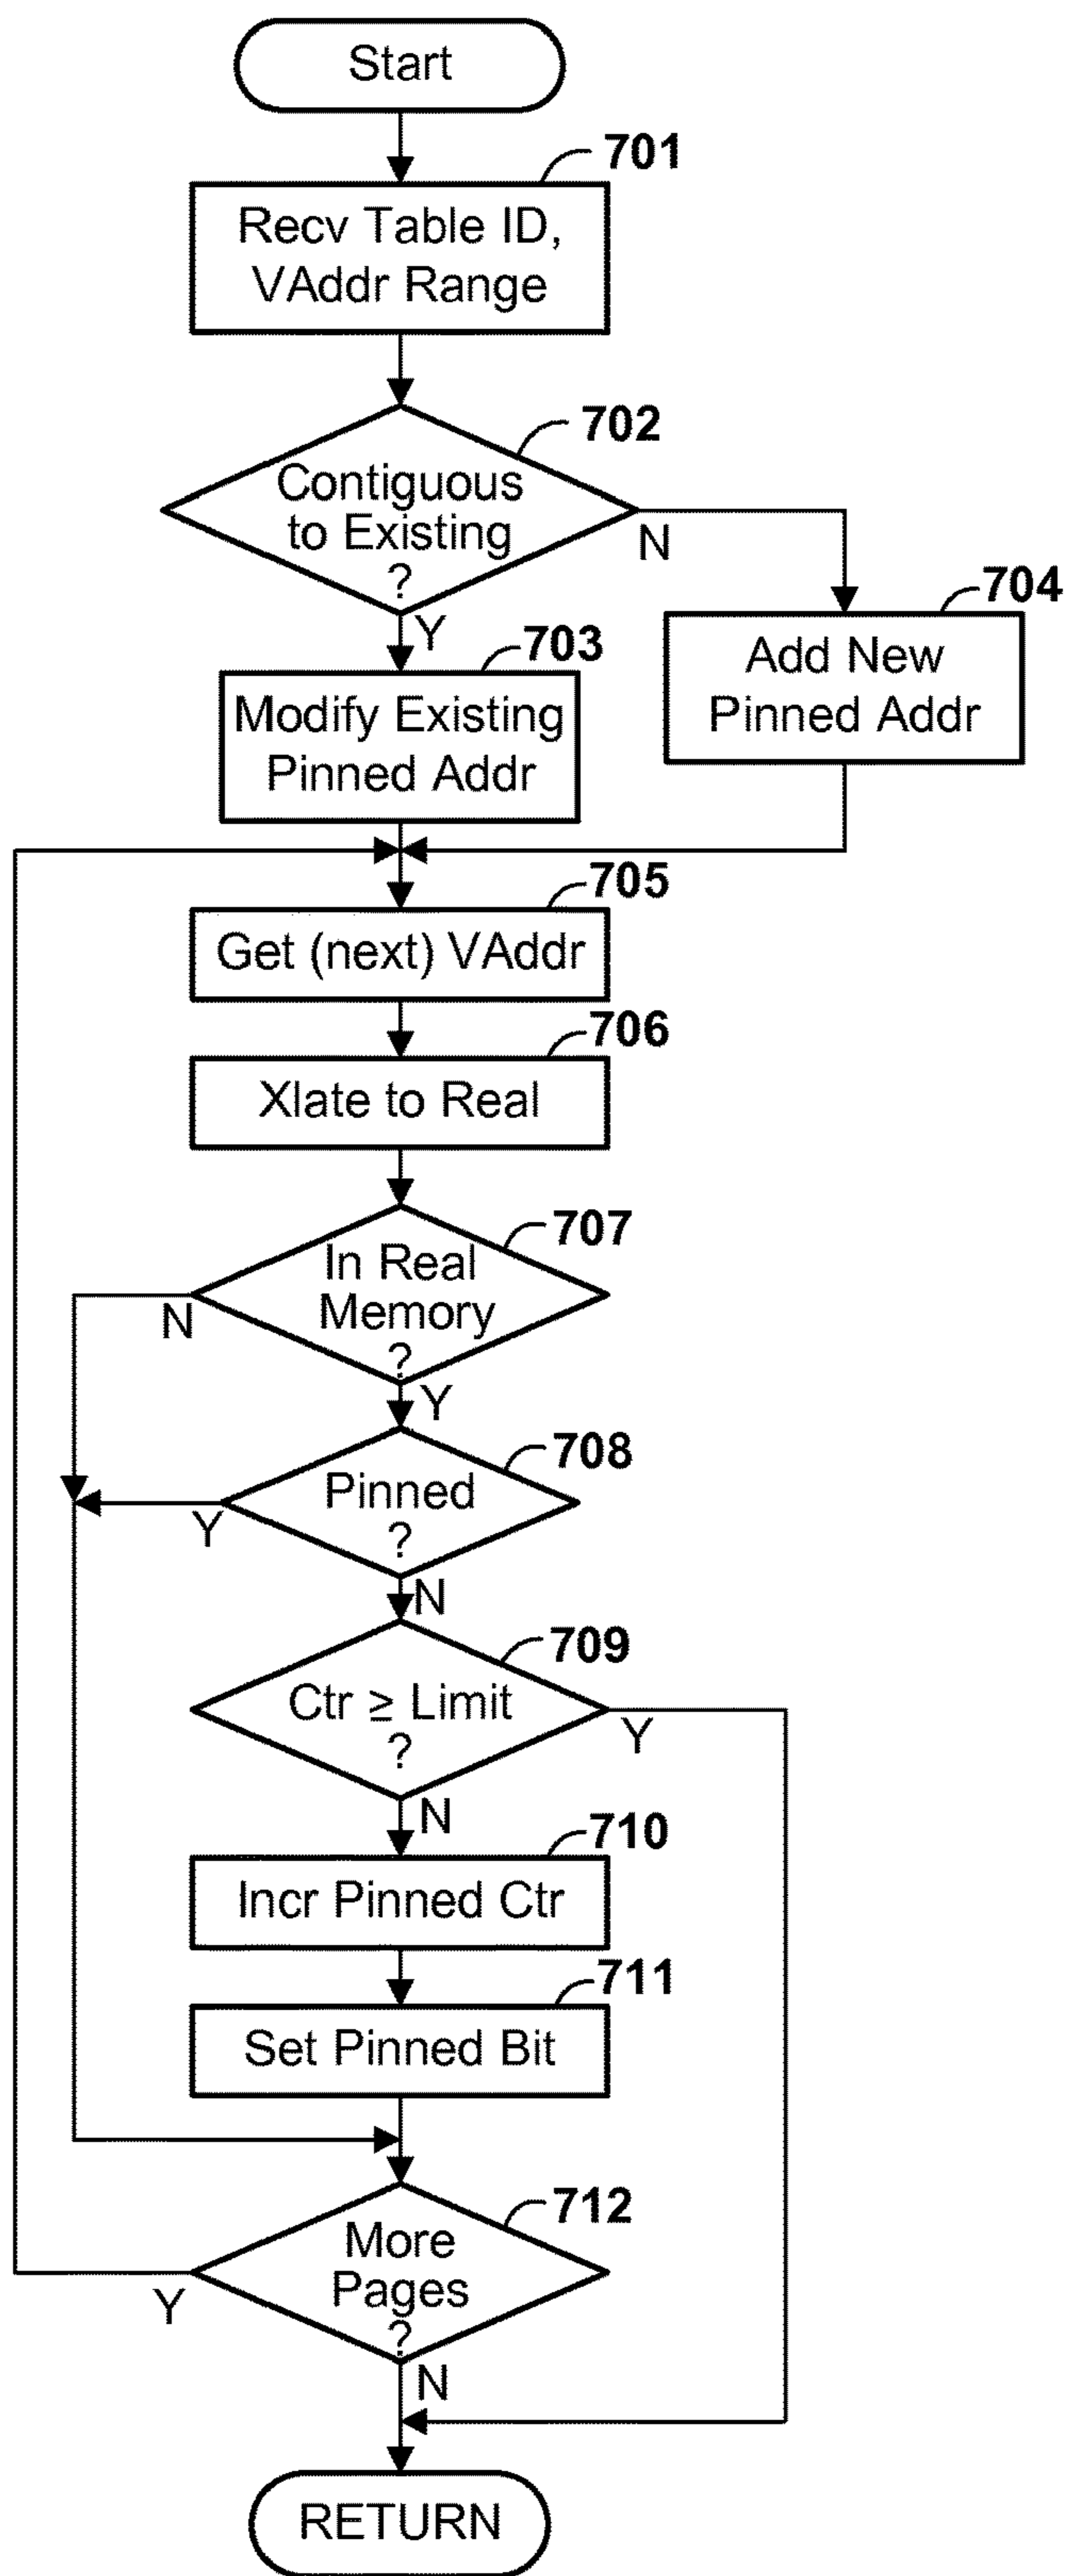 Start
701
Recv Table ID,
VAddr Range
702
Contiguous
to Existing
?
N
Y
704
Add New
Pinned Addr
703
Modify Existing
Pinned Addr
705
Get (next) VAddr
706
Xlate to Real
707
In Real
Memory
?
N
Y
708
Pinned
?
Y
N
709
Ctr ≥ Limit
?
Y
N
710
Incr Pinned Ctr
711
Set Pinned Bit
712
More
Pages
?
Y
N
RETURN